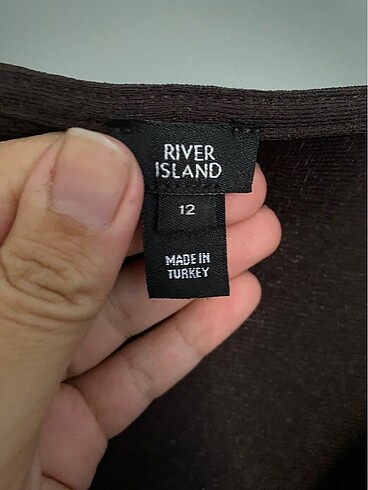 RIVER
ISLAND
12
MADE IN
TURKEY